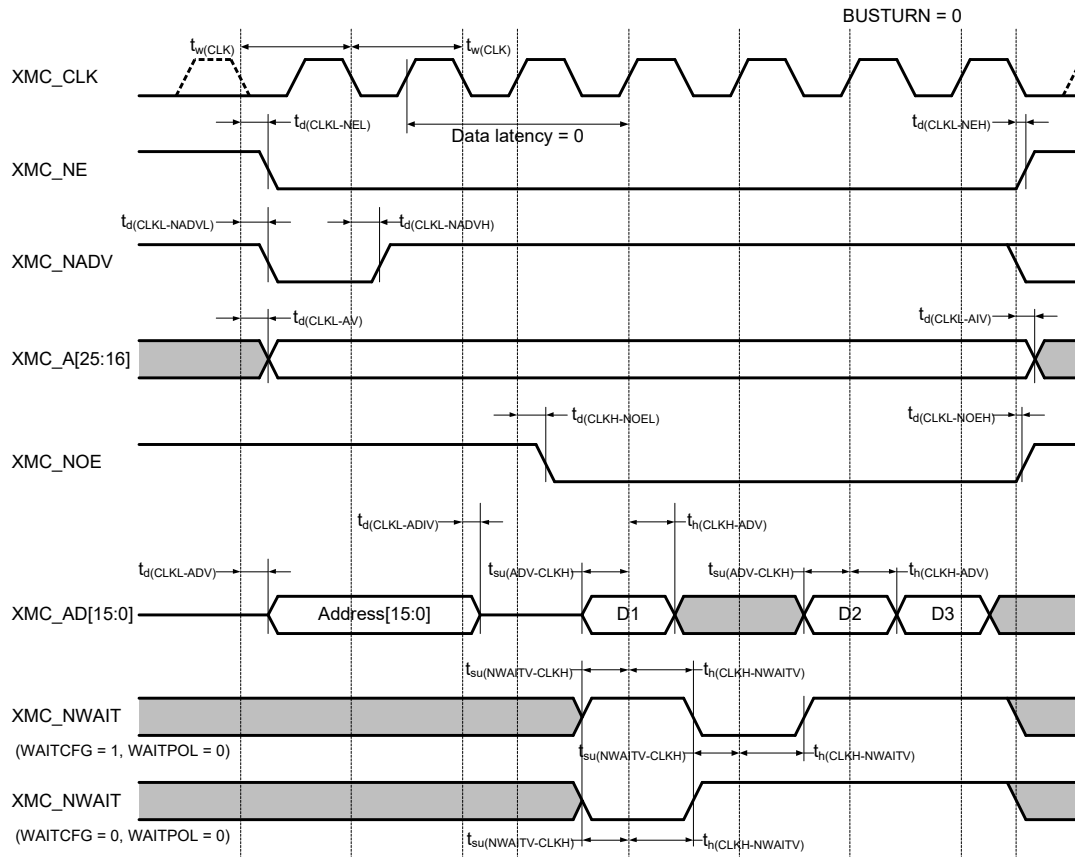 BUSTURN = 0
tw(CLK) tw(CLK)
XMC_CLK
td(CLKL-NEL) Data latency = 0 td(CLKL-NEH)
XMC_NE
td(CLKL-NADVL) td(CLKL-NADVH)
XMC_NADV
td(CLKL-AV) td(CLKL-AIV)
XMC_A[25:16]
td(CLKH-NOEL) td(CLKL-NOEH)
XMC_NOE
td(CLKL-ADIV) th(CLKH-ADV)
td(CLKL-ADV) tsu(ADV-CLKH) tsu(ADV-CLKH) th(CLKH-ADV)
XMC_AD[15:0] Address[15:0] D1 D2 D3
tsu(NWAITV-CLKH) th(CLKH-NWAITV)
XMC_NWAIT
(WAITCFG = 1, WAITPOL = 0) tsu(NWAITV-CLKH) th(CLKH-NWAITV)
XMC_NWAIT
(WAITCFG = 0, WAITPOL = 0) tsu(NWAITV-CLKH) th(CLKH-NWAITV)